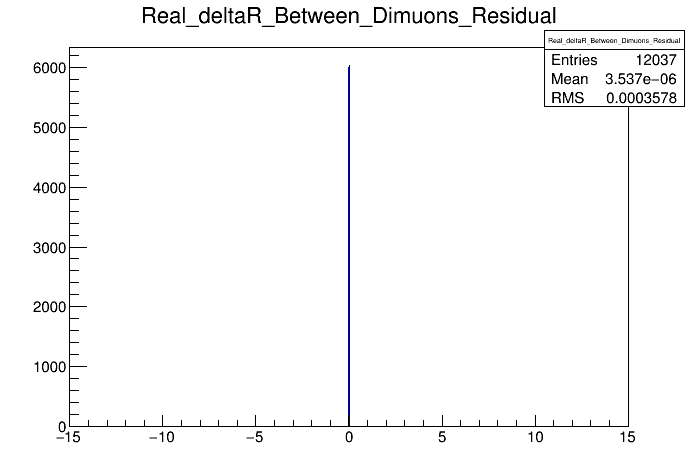 Real_deltaR_Between_Dimuons_Residual
Real_deltaR_Between_Dimuons_Residual
Entries 12037
Mean 3.537e−06
RMS 0.0003578
6000
5000
4000
3000
2000
1000
0
−15 −10 −5 0 5 10 15